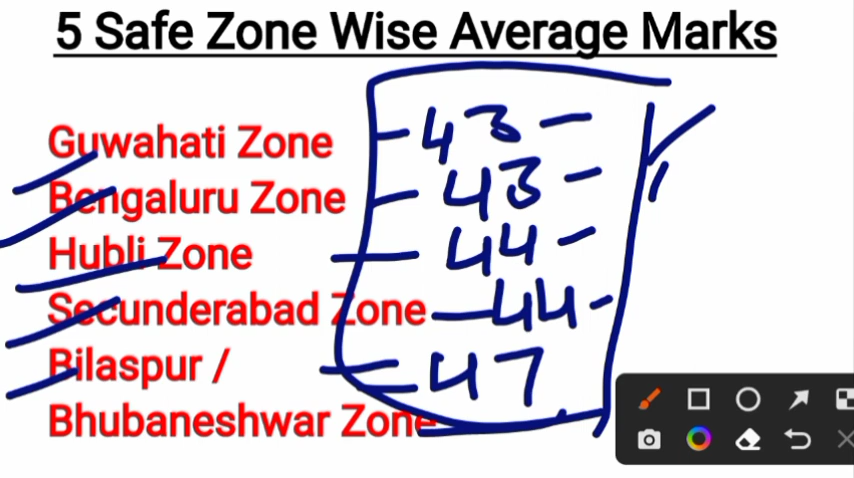 5 Safe Zone Wise Average Marks
Guwahati Zone - 43 -
Bengaluru Zone - 43 -
Hubli Zone - 44 -
Secunderabad Zone - 44 -
Bilaspur / = 47
Bhubaneshwar Zone